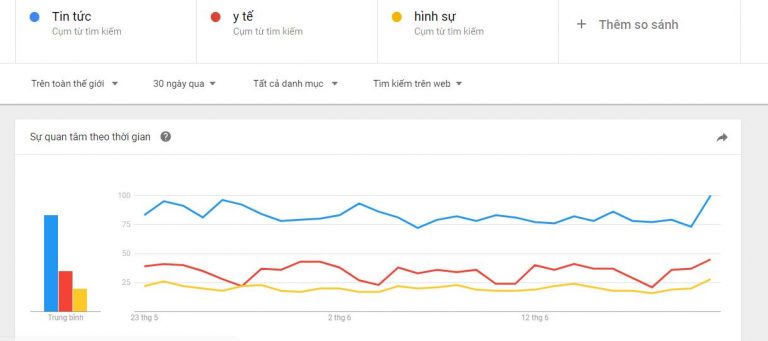 Tin tức
Cụm từ tìm kiếm
y tế
Cụm từ tìm kiếm
hình sự
Cụm từ tìm kiếm
+ Thêm so sánh
Trên toàn thế giới
30 ngày qua
Tất cả danh mục
Tìm kiếm trên web
Sự quan tâm theo thời gian
100
75
50
25
Trung bình
23 thg 5
2 thg 6
12 thg 6